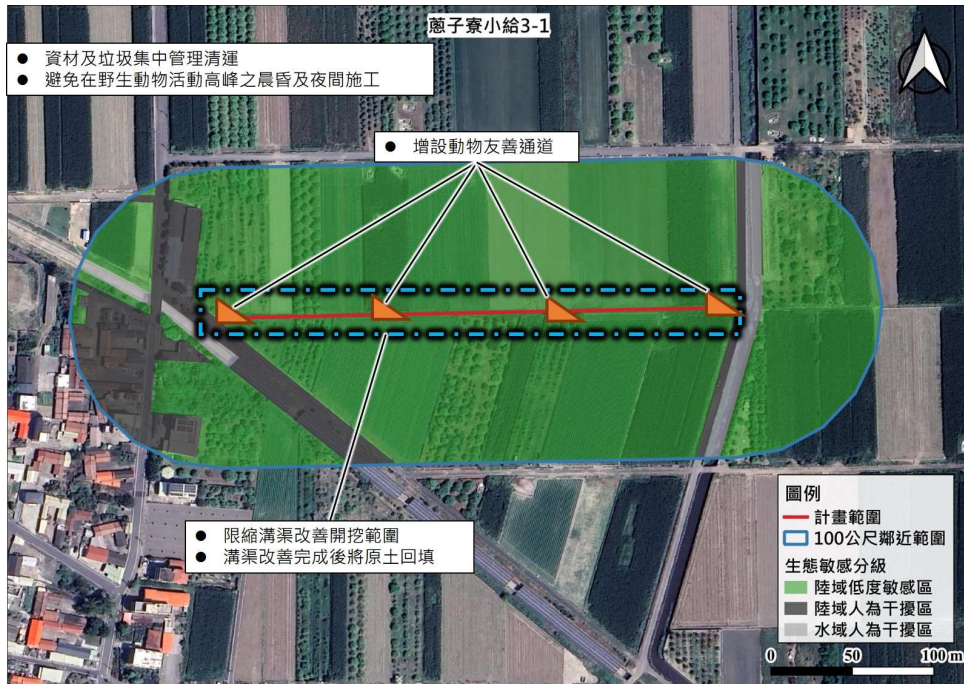 蔥子寮小給3-1
● 資材及垃圾集中管理清運
● 避免在野生動物活動高峰之晨昏及夜間施工
● 增設動物友善通道
● 限縮溝渠改善開挖範圍
● 溝渠改善完成後將原土回填
圖例
計畫範圍
100公尺鄰近範圍
生態敏感分級
陸域低度敏感區
陸域人為干擾區
水域人為干擾區
0 50 100 m